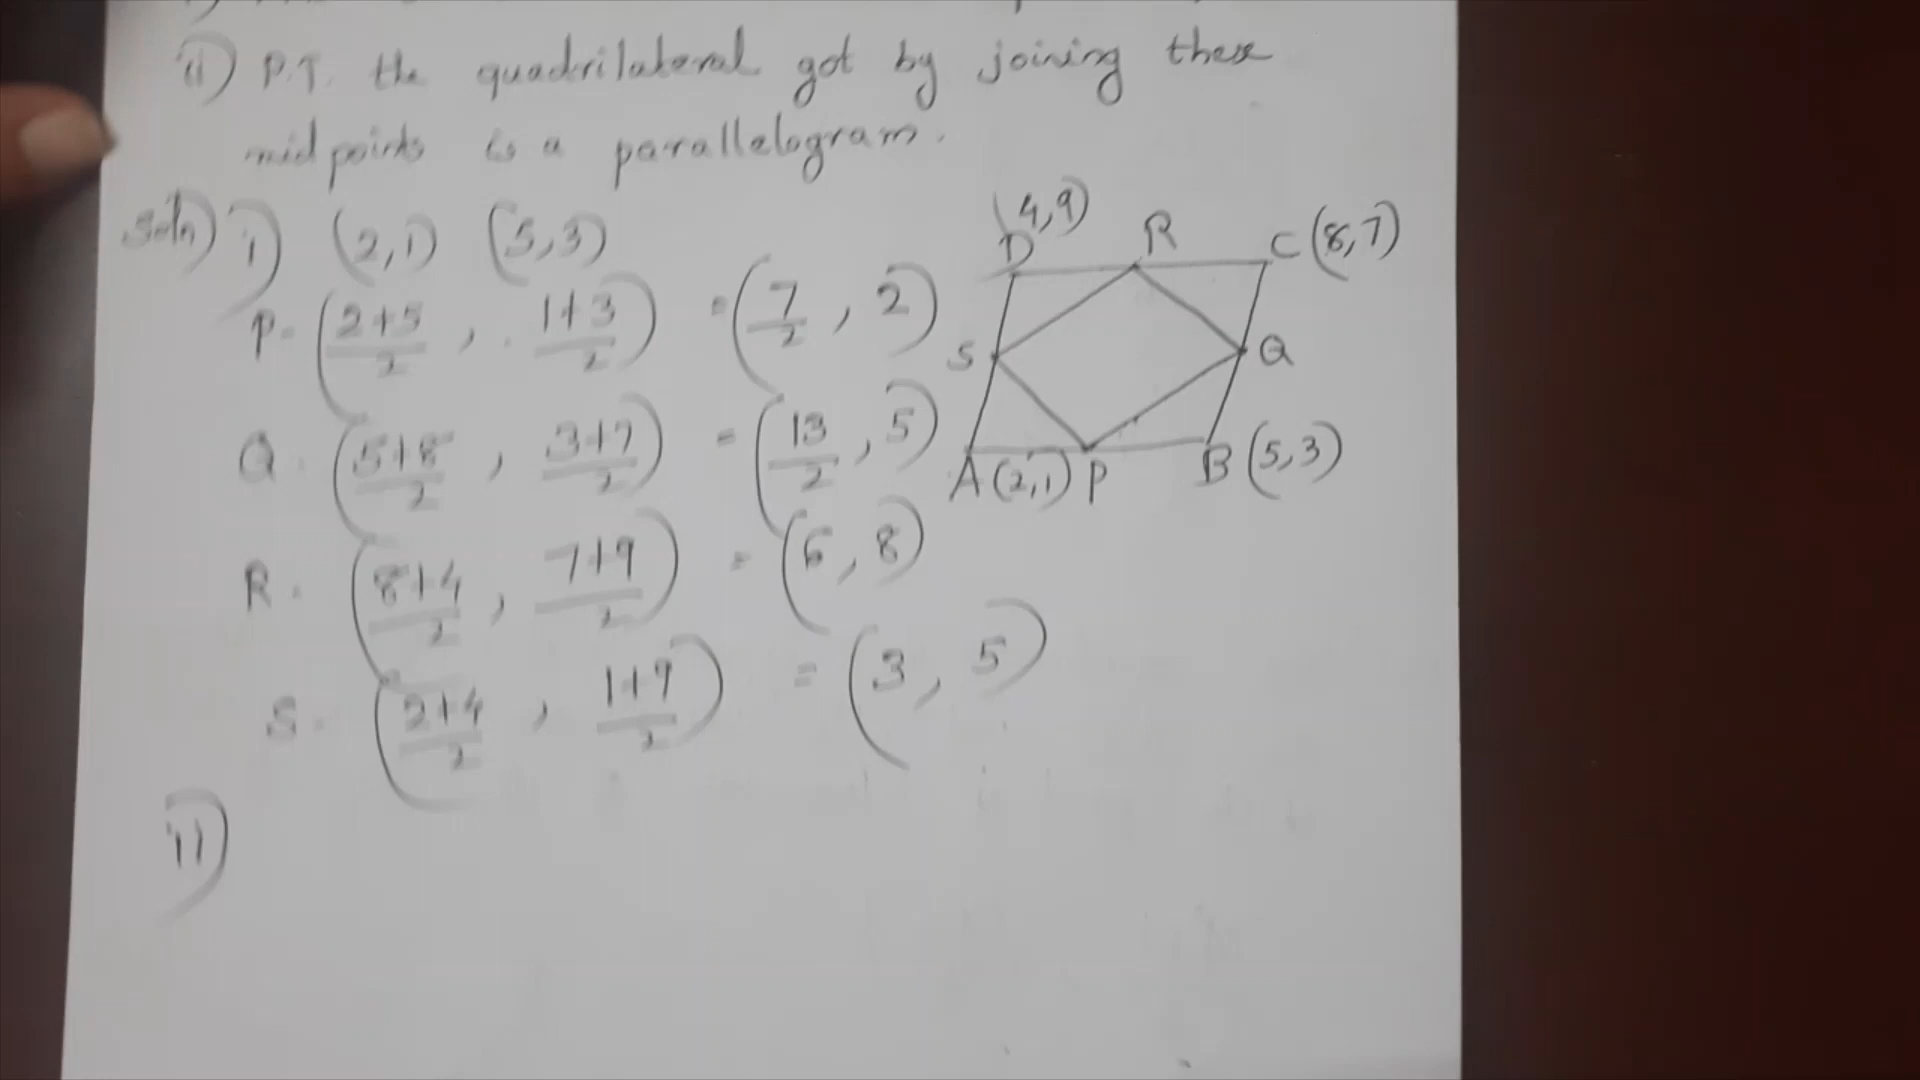 ii) P.T. the quadrilateral got by joining these
midpoints is a parallelogram.
Soln) i) (2,1) (5,3)
P = (2+5/2 , 1+3/2) = (7/2 , 2)
Q = (5+8/2 , 3+7/2) = (13/2 , 5)
R = (8+4/2 , 7+9/2) = (6 , 8)
S = (2+4/2 , 1+9/2) = (3 , 5)
ii)
(4,9)
D R C (8,7)
S Q
A (2,1) P B (5,3)